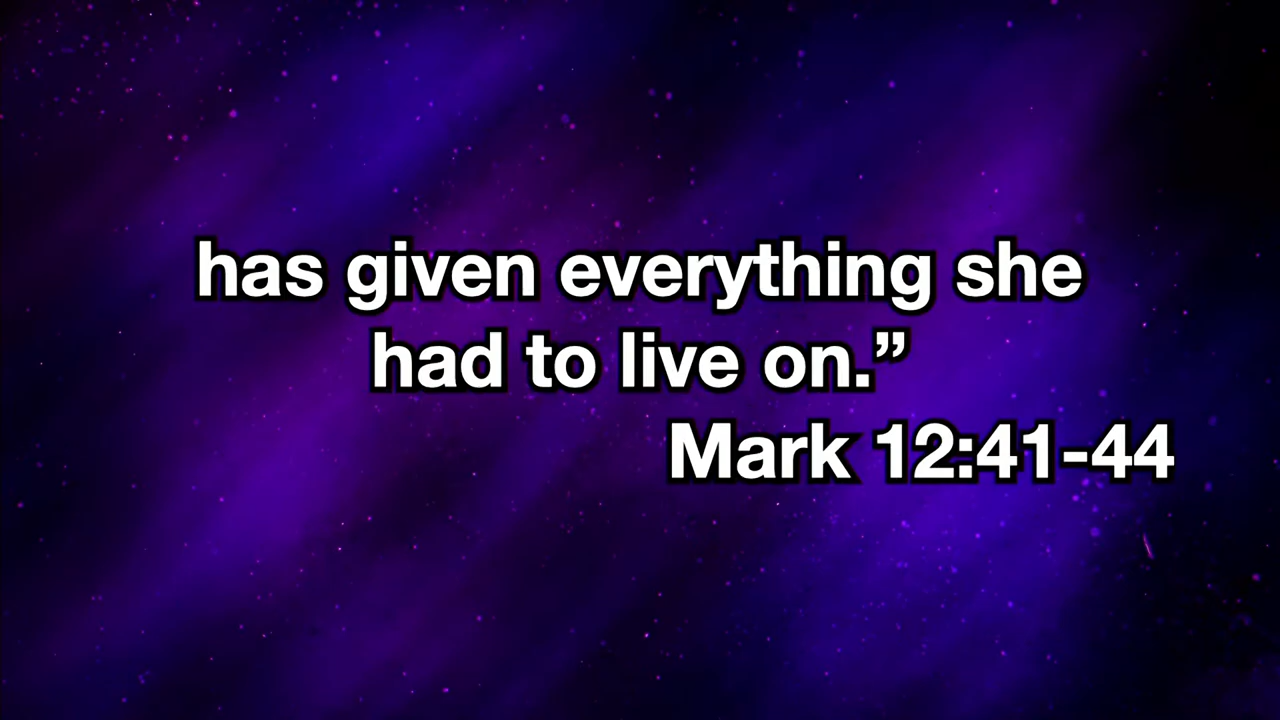 has given everything she
had to live on.”
Mark 12:41-44